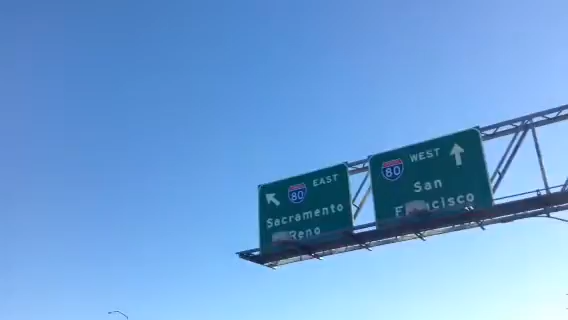 80 EAST
Sacramento
Reno
80 WEST
San
Francisco